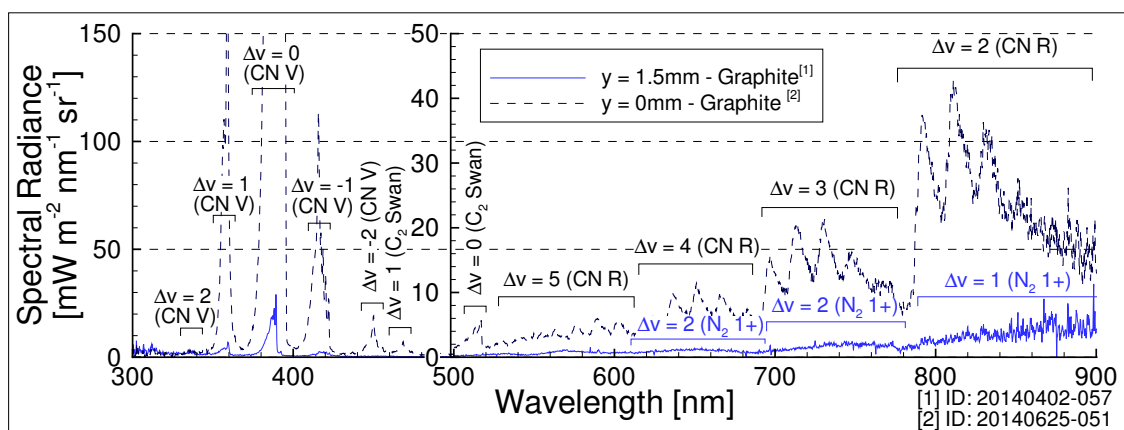 Spectral Radiance
[mW m⁻² nm⁻¹ sr⁻¹]
150
100
50
0
50
40
30
20
10
0
Δv = 2
(CN V)
Δv = 1
(CN V)
Δv = 0
(CN V)
Δv = -1
(CN V)
Δv = -2 (CN V)
Δv = 1 (C₂ Swan)
Δv = 0 (C₂ Swan)
y = 1.5mm - Graphite[1]
y = 0mm - Graphite [2]
Δv = 5 (CN R)
Δv = 4 (CN R)
Δv = 3 (CN R)
Δv = 2 (CN R)
Δv = 2 (N₂ 1+)
Δv = 2 (N₂ 1+)
Δv = 1 (N₂ 1+)
300 400 500 600 700 800 900
Wavelength [nm]
[1] ID: 20140402-057
[2] ID: 20140625-051